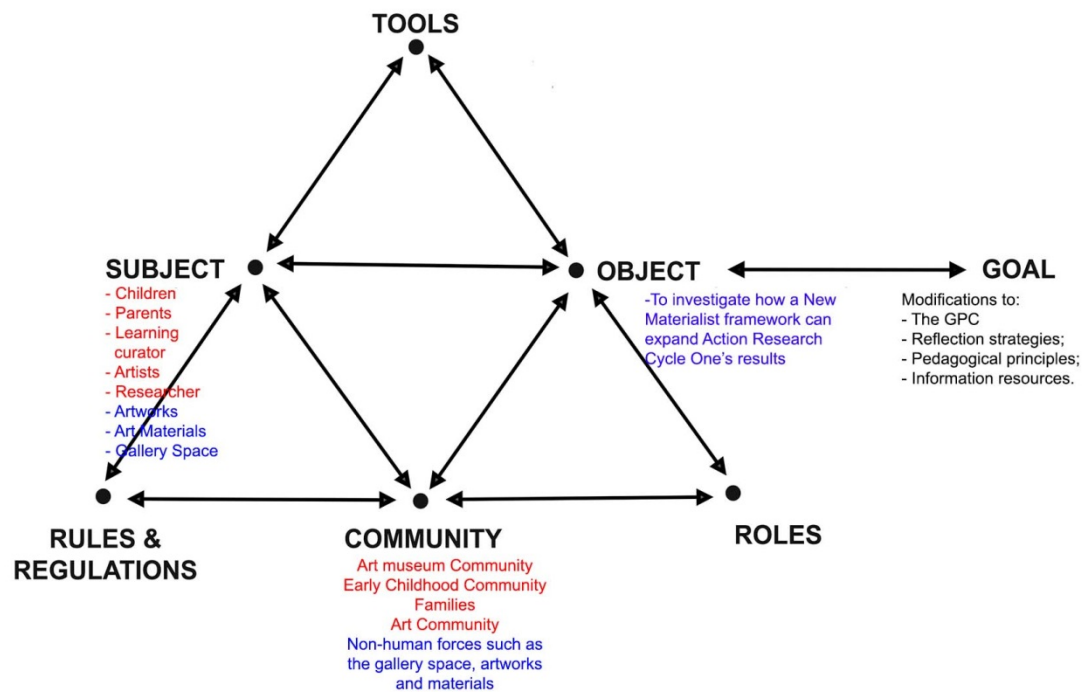 TOOLS
SUBJECT
- Children
- Parents
- Learning
curator
- Artists
- Researcher
- Artworks
- Art Materials
- Gallery Space
OBJECT
-To investigate how a New
Materialist framework can
expand Action Research
Cycle One's results
GOAL
Modifications to:
- The GPC
- Reflection strategies;
- Pedagogical principles;
- Information resources.
RULES &
REGULATIONS
COMMUNITY
Art museum Community
Early Childhood Community
Families
Art Community
Non-human forces such as
the gallery space, artworks
and materials
ROLES